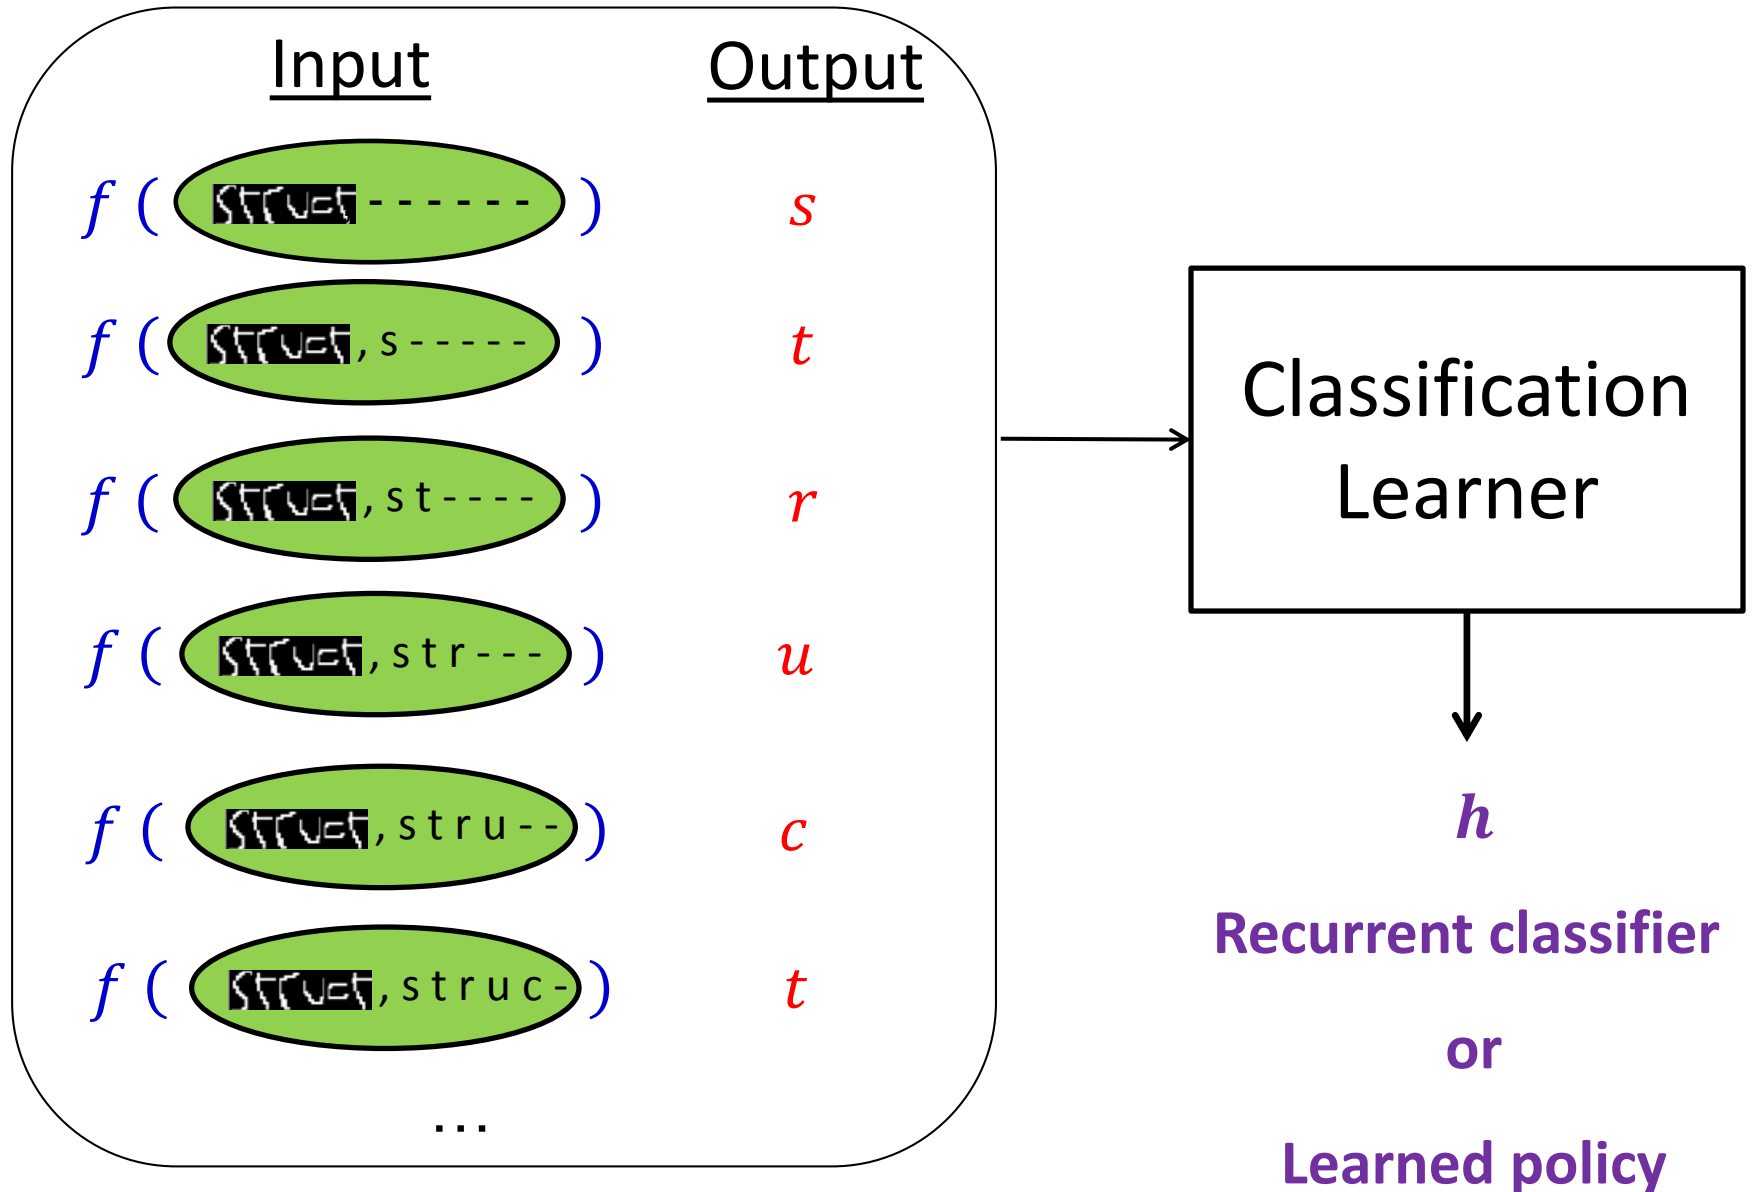 Input Output
f ( Struct - - - - - - ) s
f ( Struct , s - - - - - ) t
f ( Struct , s t - - - - ) r
f ( Struct , s t r - - - ) u
f ( Struct , s t r u - - ) c
f ( Struct , s t r u c - ) t
...
Classification
Learner
h
Recurrent classifier
or
Learned policy